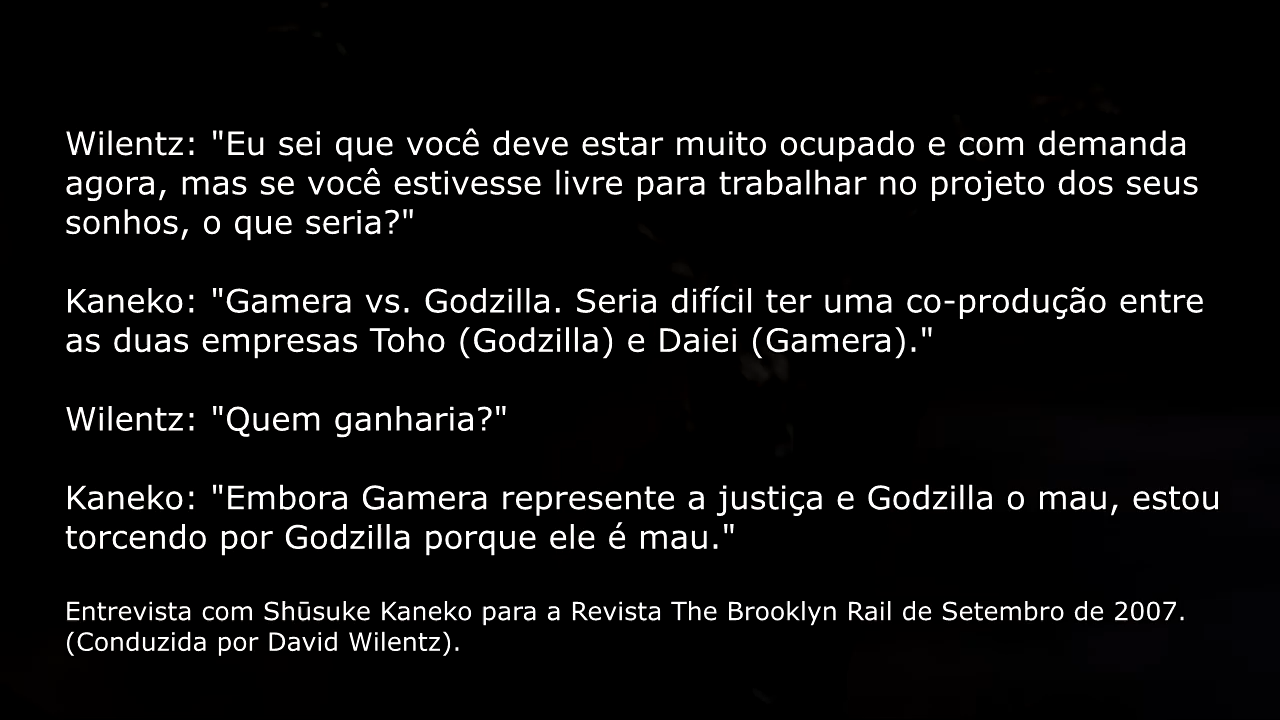 Wilentz: "Eu sei que você deve estar muito ocupado e com demanda
agora, mas se você estivesse livre para trabalhar no projeto dos seus
sonhos, o que seria?"
Kaneko: "Gamera vs. Godzilla. Seria difícil ter uma co-produção entre
as duas empresas Toho (Godzilla) e Daiei (Gamera)."
Wilentz: "Quem ganharia?"
Kaneko: "Embora Gamera represente a justiça e Godzilla o mau, estou
torcendo por Godzilla porque ele é mau."
Entrevista com Shūsuke Kaneko para a Revista The Brooklyn Rail de Setembro de 2007.
(Conduzida por David Wilentz).